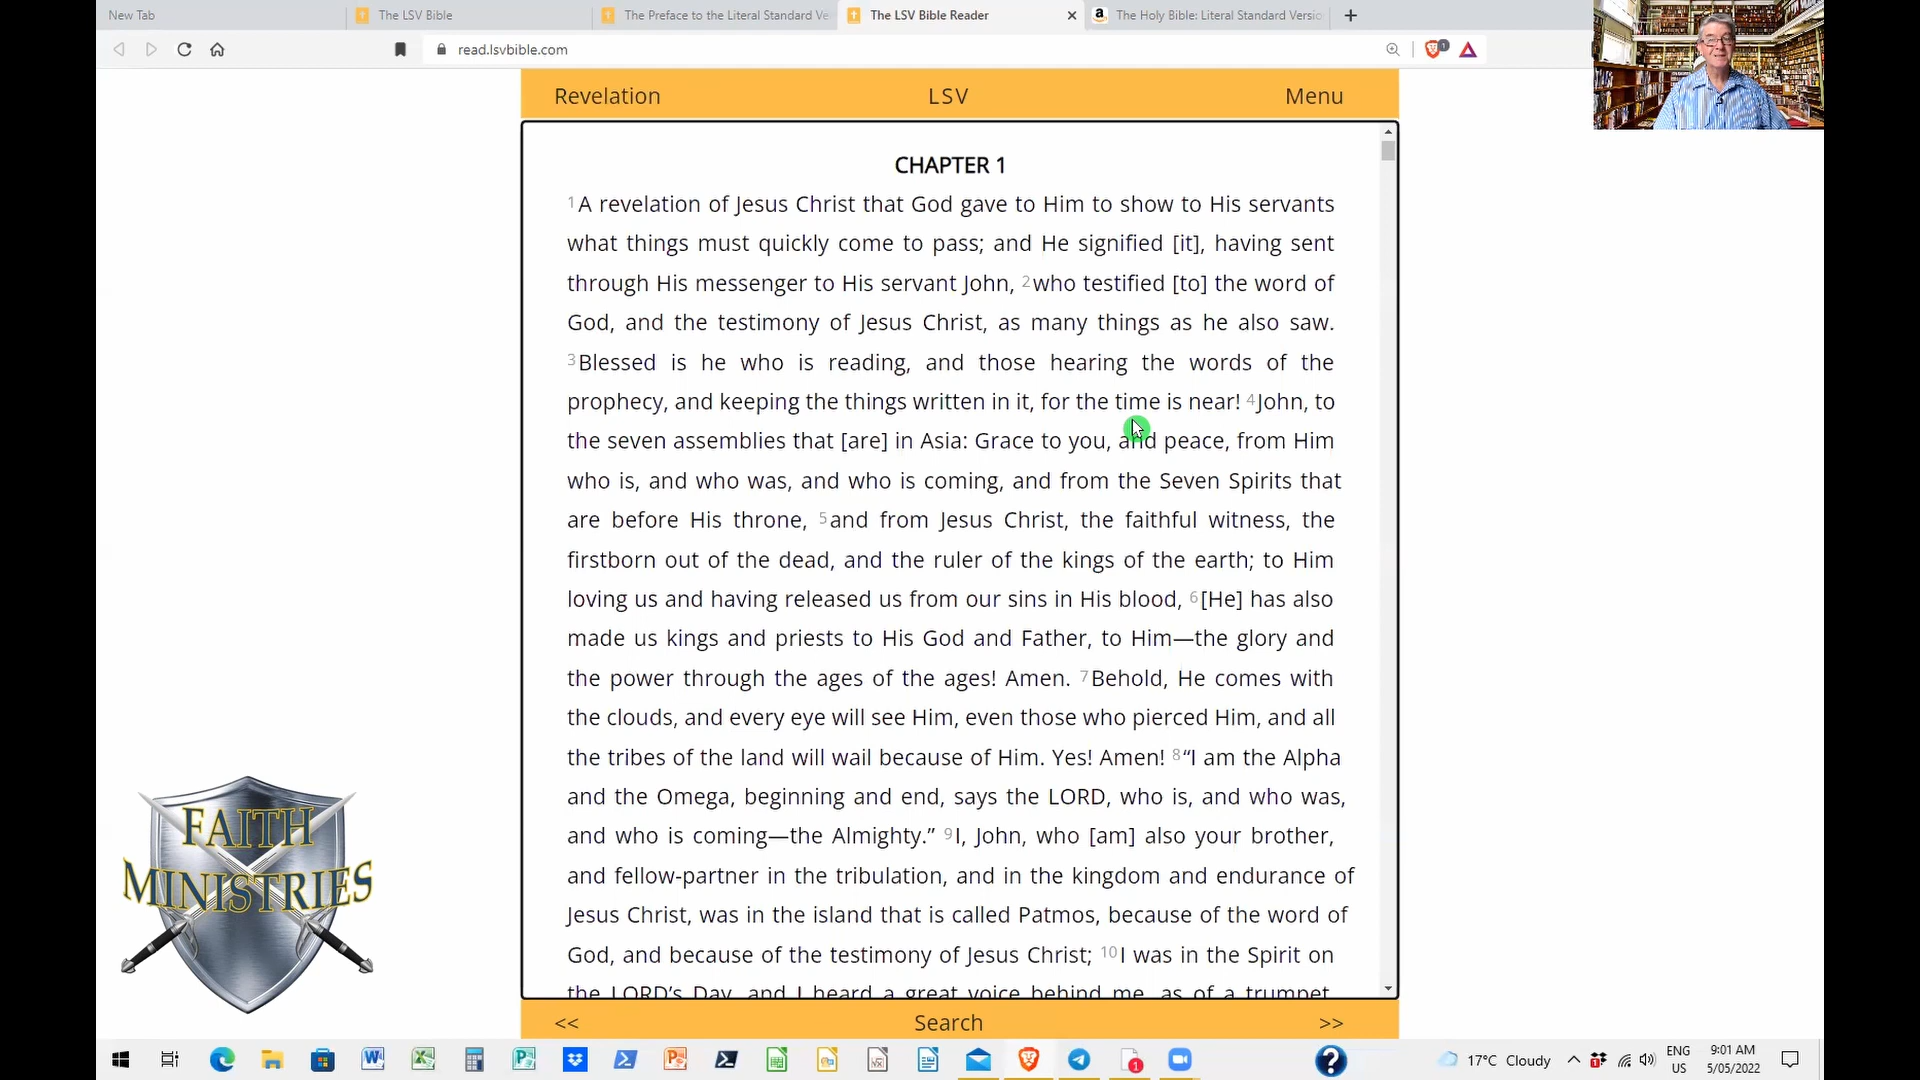 New Tab
The LSV Bible
The Preface to the Literal Standard Ve
The LSV Bible Reader
The Holy Bible: Literal Standard Versio
read.lsvbible.com
1
Revelation LSV Menu
CHAPTER 1
1A revelation of Jesus Christ that God gave to Him to show to His servants
what things must quickly come to pass; and He signified [it], having sent
through His messenger to His servant John, 2who testified [to] the word of
God, and the testimony of Jesus Christ, as many things as he also saw.
3Blessed is he who is reading, and those hearing the words of the
prophecy, and keeping the things written in it, for the time is near! 4John, to
the seven assemblies that [are] in Asia: Grace to you, and peace, from Him
who is, and who was, and who is coming, and from the Seven Spirits that
are before His throne, 5and from Jesus Christ, the faithful witness, the
firstborn out of the dead, and the ruler of the kings of the earth; to Him
loving us and having released us from our sins in His blood, 6[He] has also
made us kings and priests to His God and Father, to Him—the glory and
the power through the ages of the ages! Amen. 7Behold, He comes with
the clouds, and every eye will see Him, even those who pierced Him, and all
the tribes of the land will wail because of Him. Yes! Amen! 8“I am the Alpha
and the Omega, beginning and end, says the LORD, who is, and who was,
and who is coming—the Almighty.” 9I, John, who [am] also your brother,
and fellow-partner in the tribulation, and in the kingdom and endurance of
Jesus Christ, was in the island that is called Patmos, because of the word of
God, and because of the testimony of Jesus Christ; 10I was in the Spirit on
the LORD’s Day, and I heard a great voice behind me, as of a trumpet,
<< Search >>
FAITH
MINISTRIES
17°C Cloudy
ENG
US
9:01 AM
5/05/2022